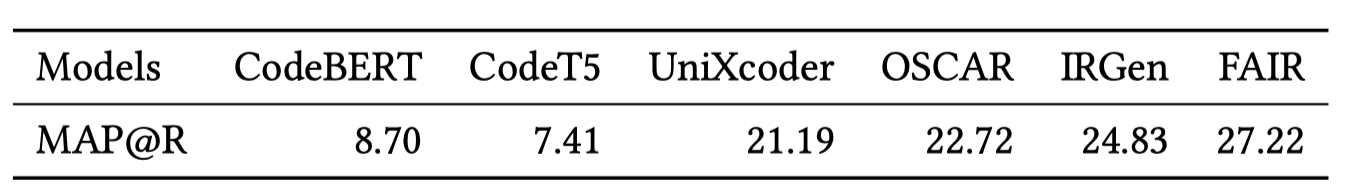 Models CodeBERT CodeT5 UniXcoder OSCAR IRGen FAIR
MAP@R 8.70 7.41 21.19 22.72 24.83 27.22